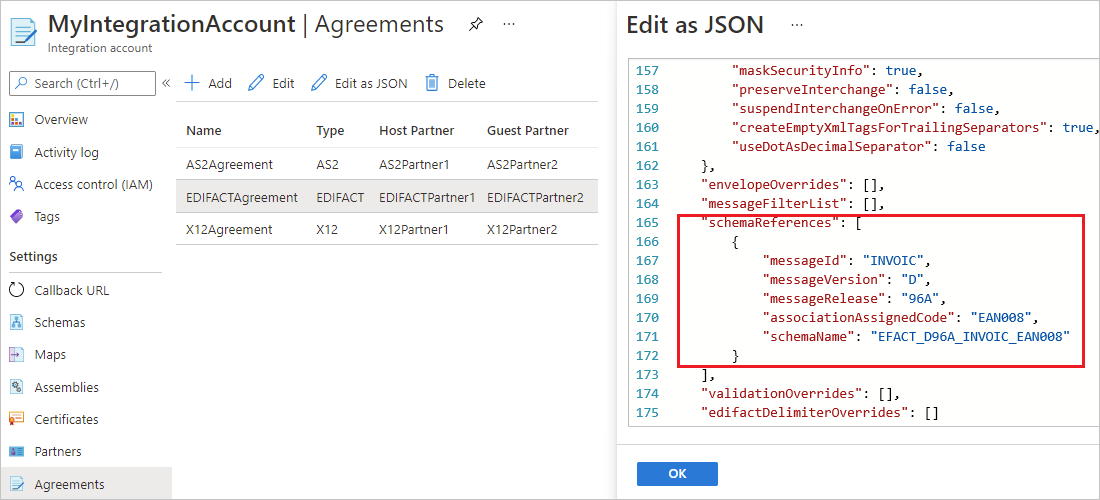 MyIntegrationAccount | Agreements
Integration account
Search (Ctrl+/)
«
Add
Edit
Edit as JSON
Delete
Overview
Activity log
Access control (IAM)
Tags
Settings
Callback URL
Schemas
Maps
Assemblies
Certificates
Partners
Agreements
Name Type Host Partner Guest Partner
AS2Agreement AS2 AS2Partner1 AS2Partner2
EDIFACTAgreement EDIFACT EDIFACTPartner1 EDIFACTPartner2
X12Agreement X12 X12Partner1 X12Partner2
Edit as JSON ...
157 "maskSecurityInfo": true,
158 "preserveInterchange": false,
159 "suspendInterchangeOnError": false,
160 "createEmptyXmlTagsForTrailingSeparators": true,
161 "useDotAsDecimalSeparator": false
162 },
163 "envelopeOverrides": [],
164 "messageFilterList": [],
165 "schemaReferences": [
166 {
167 "messageId": "INVOIC",
168 "messageVersion": "D",
169 "messageRelease": "96A",
170 "associationAssignedCode": "EAN008",
171 "schemaName": "EFACT_D96A_INVOIC_EAN008"
172 }
173 ],
174 "validationOverrides": [],
175 "edifactDelimiterOverrides": []
OK